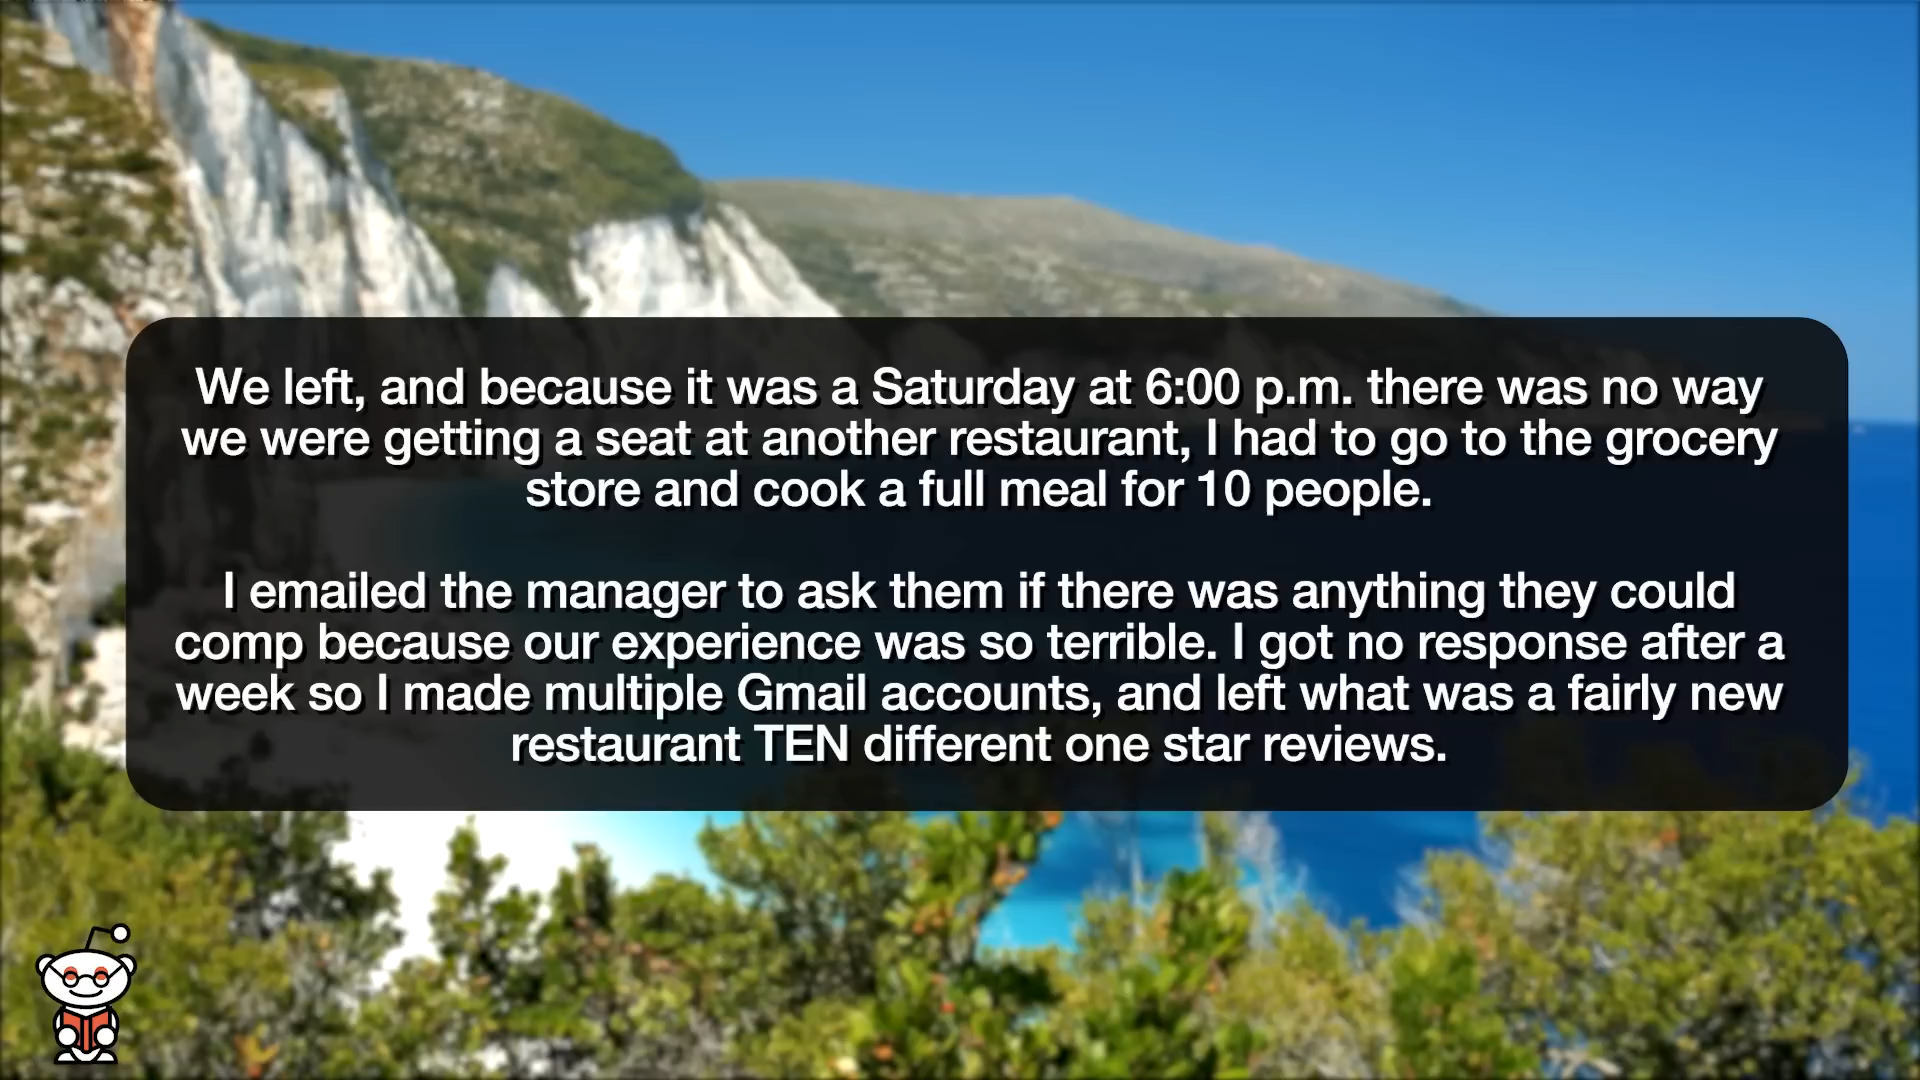 We left, and because it was a Saturday at 6:00 p.m. there was no way
we were getting a seat at another restaurant, I had to go to the grocery
store and cook a full meal for 10 people.
I emailed the manager to ask them if there was anything they could
comp because our experience was so terrible. I got no response after a
week so I made multiple Gmail accounts, and left what was a fairly new
restaurant TEN different one star reviews.